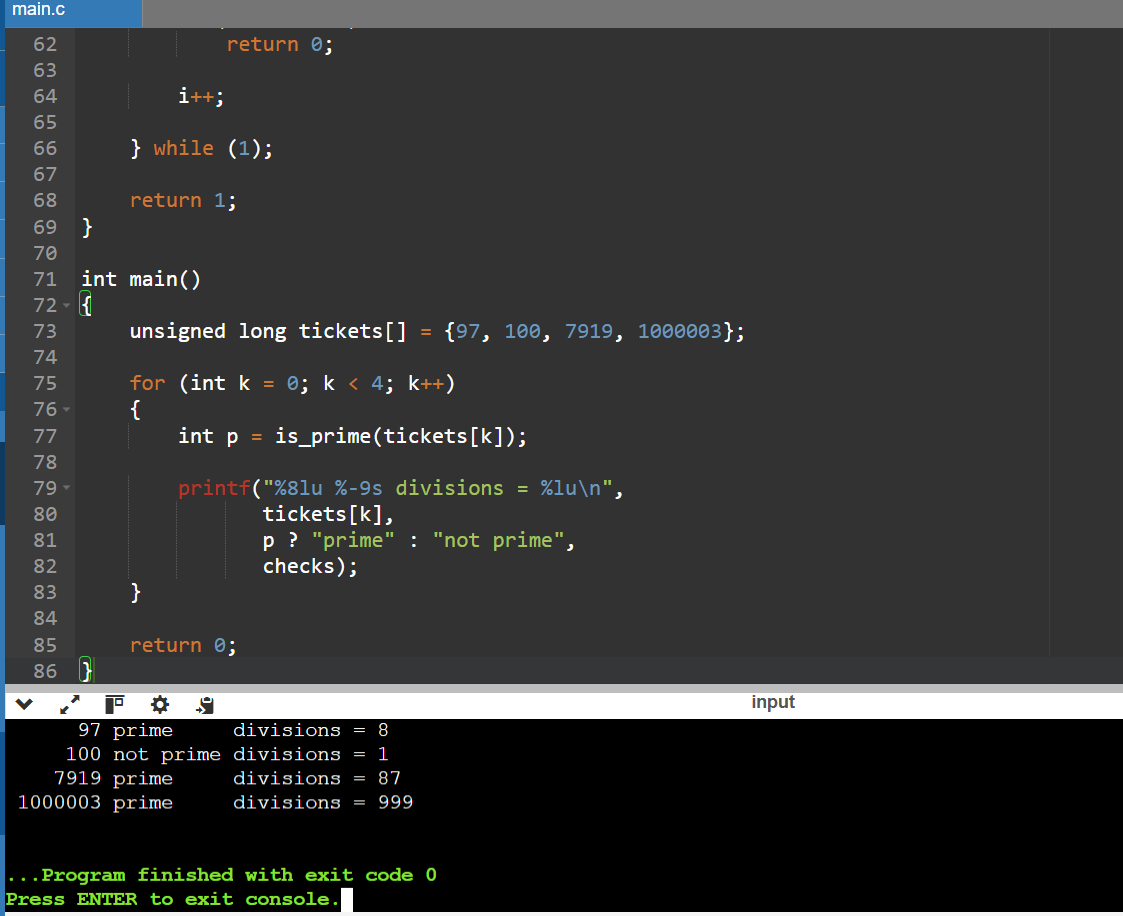 main.c
62 return 0;
63
64 i++;
65
66 } while (1);
67
68 return 1;
69 }
70
71 int main()
72 {
73 unsigned long tickets[] = {97, 100, 7919, 1000003};
74
75 for (int k = 0; k < 4; k++)
76 {
77 int p = is_prime(tickets[k]);
78
79 printf("%8lu %-9s divisions = %lu\n",
80 tickets[k],
81 p ? "prime" : "not prime",
82 checks);
83 }
84
85 return 0;
86 }
input
97 prime divisions = 8
100 not prime divisions = 1
7919 prime divisions = 87
1000003 prime divisions = 999
...Program finished with exit code 0
Press ENTER to exit console.